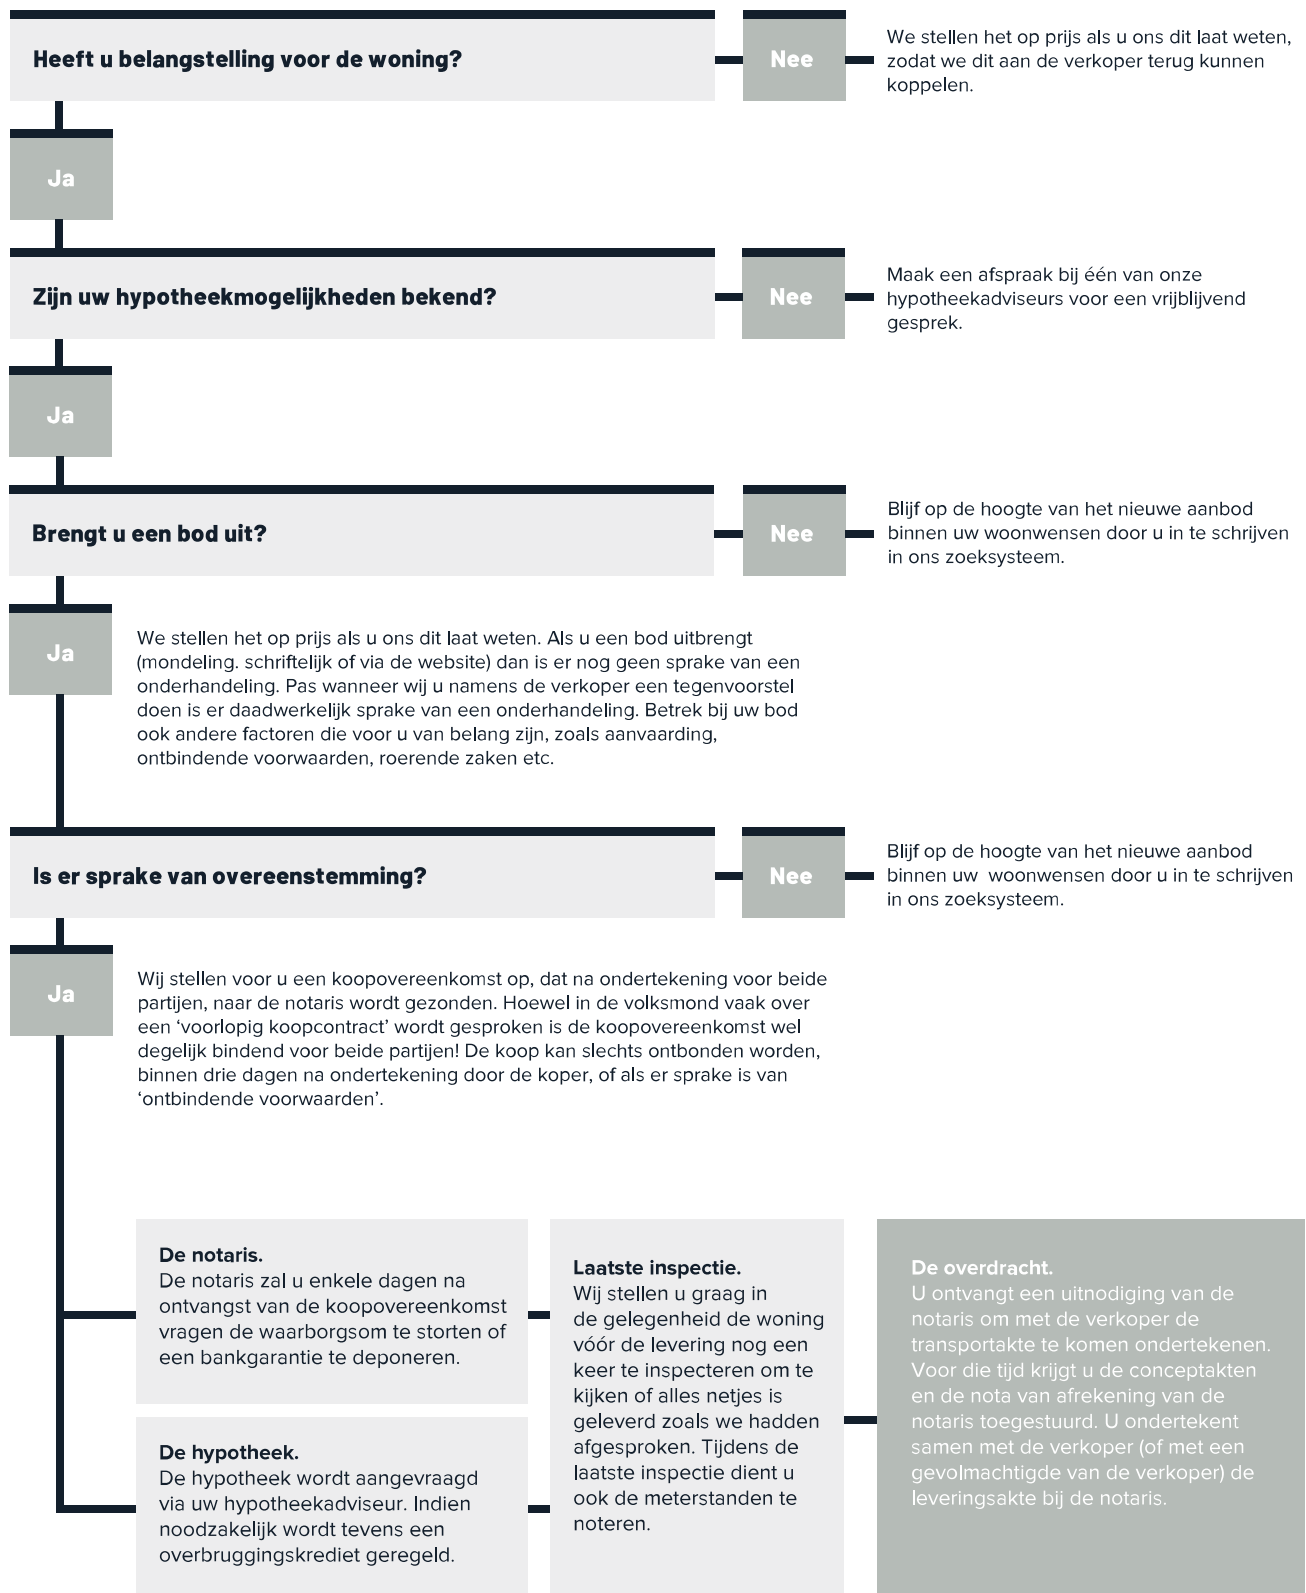 Heeft u belangstelling voor de woning?
Nee
We stellen het op prijs als u ons dit laat weten,
zodat we dit aan de verkoper terug kunnen
koppelen.
Ja
Zijn uw hypotheekmogelijkheden bekend?
Nee
Maak een afspraak bij één van onze
hypotheekadviseurs voor een vrijblijvend
gesprek.
Ja
Brengt u een bod uit?
Nee
Blijf op de hoogte van het nieuwe aanbod
binnen uw woonwensen door u in te schrijven
in ons zoeksysteem.
Ja
We stellen het op prijs als u ons dit laat weten. Als u een bod uitbrengt
(mondeling. schriftelijk of via de website) dan is er nog geen sprake van een
onderhandeling. Pas wanneer wij u namens de verkoper een tegenvoorstel
doen is er daadwerkelijk sprake van een onderhandeling. Betrek bij uw bod
ook andere factoren die voor u van belang zijn, zoals aanvaarding,
ontbindende voorwaarden, roerende zaken etc.
Is er sprake van overeenstemming?
Nee
Blijf op de hoogte van het nieuwe aanbod
binnen uw  woonwensen door u in te schrijven
in ons zoeksysteem.
Ja
Wij stellen voor u een koopovereenkomst op, dat na ondertekening voor beide
partijen, naar de notaris wordt gezonden. Hoewel in de volksmond vaak over
een ‘voorlopig koopcontract’ wordt gesproken is de koopovereenkomst wel
degelijk bindend voor beide partijen! De koop kan slechts ontbonden worden,
binnen drie dagen na ondertekening door de koper, of als er sprake is van
‘ontbindende voorwaarden’.
De notaris.
De notaris zal u enkele dagen na
ontvangst van de koopovereenkomst
vragen de waarborgsom te storten of
een bankgarantie te deponeren.
De hypotheek.
De hypotheek wordt aangevraagd
via uw hypotheekadviseur. Indien
noodzakelijk wordt tevens een
overbruggingskrediet geregeld.
Laatste inspectie.
Wij stellen u graag in
de gelegenheid de woning
vóór de levering nog een
keer te inspecteren om te
kijken of alles netjes is
geleverd zoals we hadden
afgesproken. Tijdens de
laatste inspectie dient u
ook de meterstanden te
noteren.
De overdracht.
U ontvangt een uitnodiging van de
notaris om met de verkoper de
transportakte te komen ondertekenen.
Voor die tijd krijgt u de conceptakten
en de nota van afrekening van de
notaris toegestuurd. U ondertekent
samen met de verkoper (of met een
gevolmachtigde van de verkoper) de
leveringsakte bij de notaris.